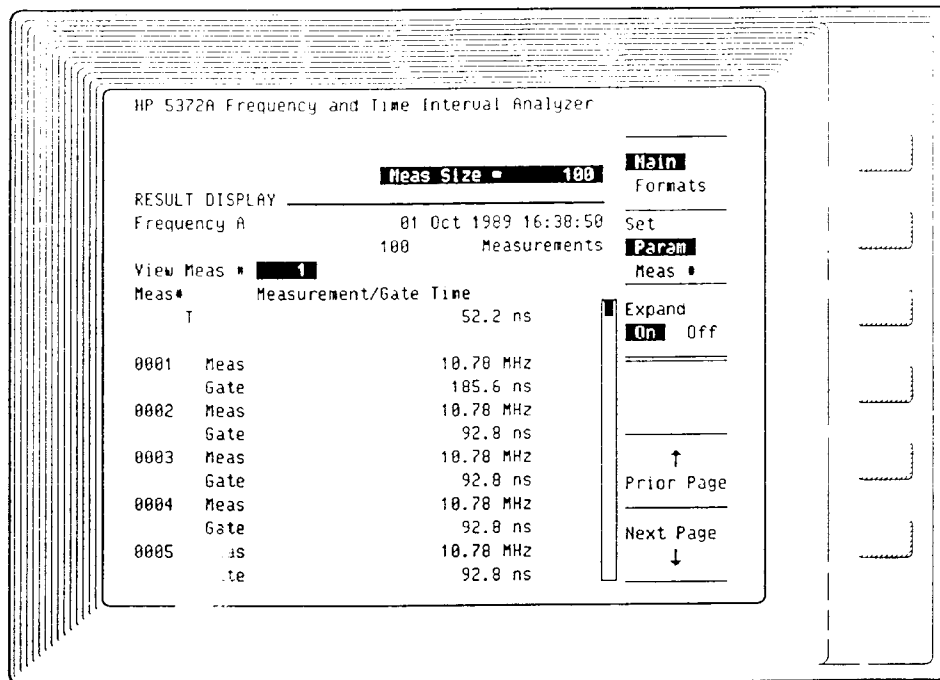 HP 5372A Frequency and Time Interval Analyzer
Meas Size = 100
RESULT DISPLAY
Frequency A 01 Oct 1989 16:38:50
100 Measurements
View Meas # 1
Meas# Measurement/Gate Time
T 52.2 ns
0001 Meas 10.78 MHz
Gate 185.6 ns
0002 Meas 10.78 MHz
Gate 92.8 ns
0003 Meas 10.78 MHz
Gate 92.8 ns
0004 Meas 10.78 MHz
Gate 92.8 ns
0005 as 10.78 MHz
te 92.8 ns
Main
Formats
Set
Param
Meas #
Expand
On Off
↑
Prior Page
Next Page
↓